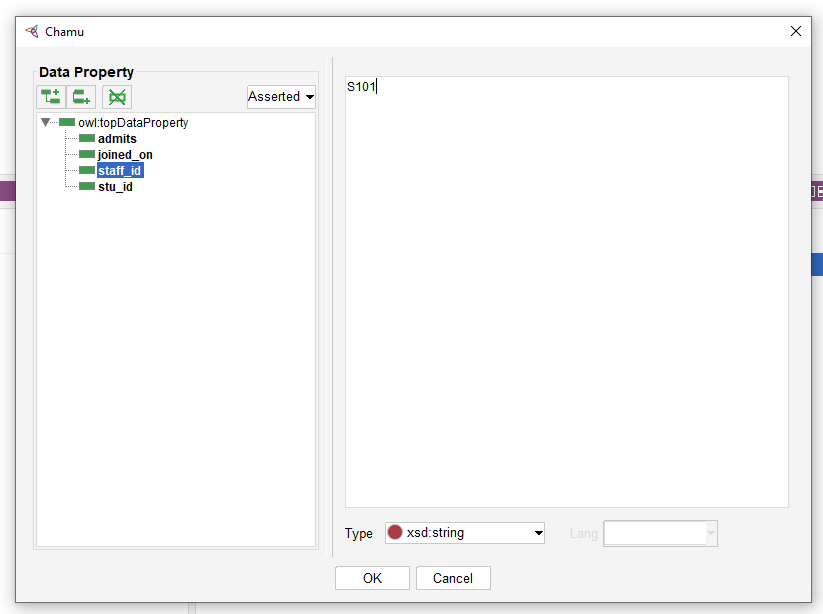 Chamu
Data Property
Asserted
owl:topDataProperty
admits
joined_on
staff_id
stu_id
S101
Type xsd:string Lang
OK Cancel